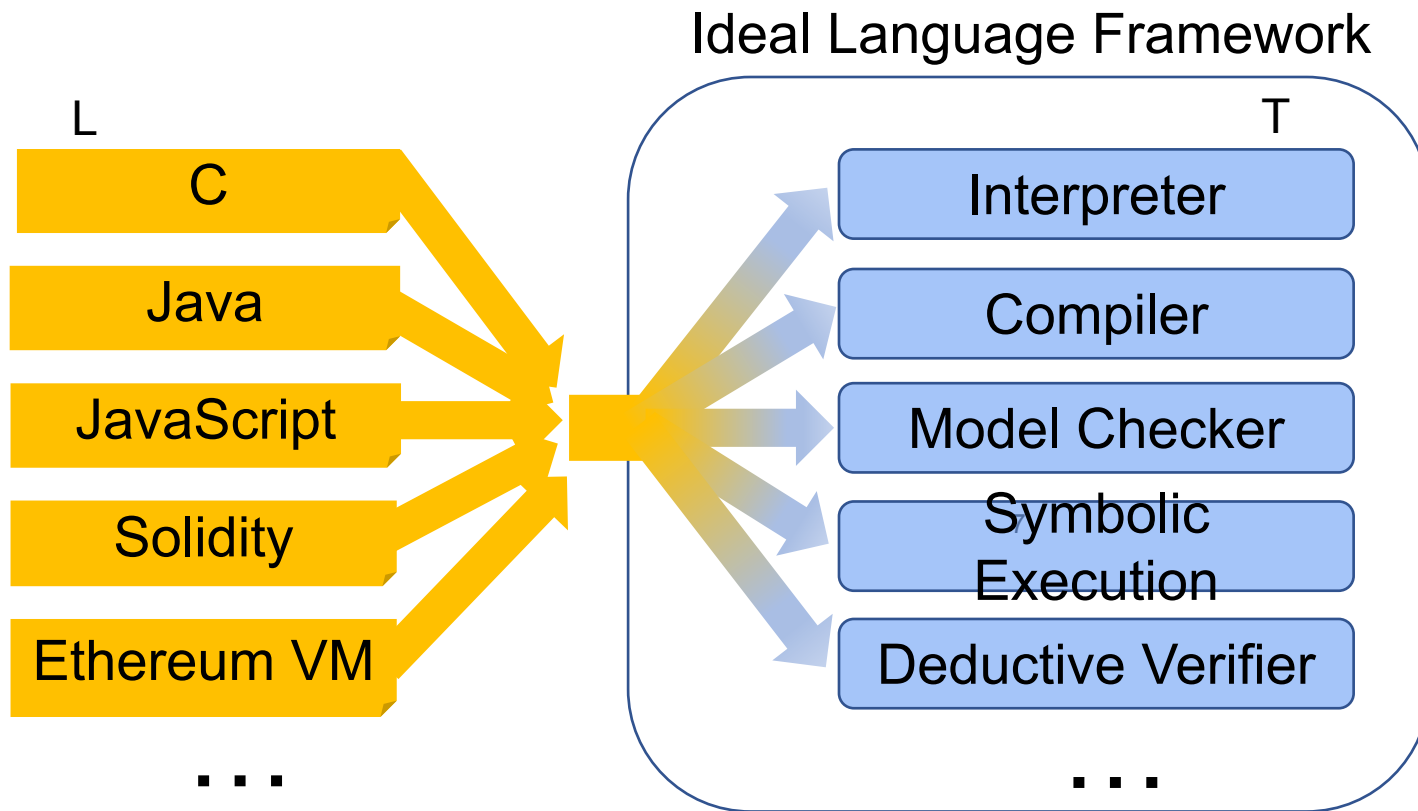 Ideal Language Framework
L
T
C
Interpreter
Java
Compiler
JavaScript
Model Checker
Solidity
Symbolic
Execution
Ethereum VM
Deductive Verifier
...
...